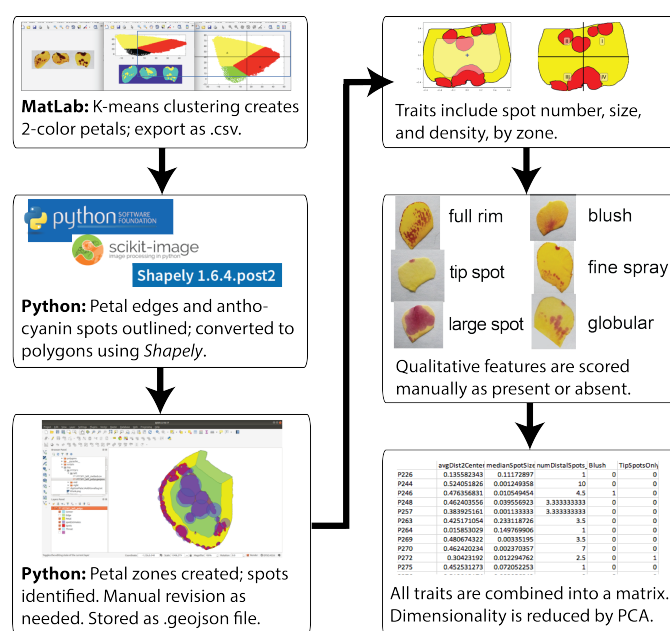 MatLab: K-means clustering creates
2-color petals; export as .csv.
python SOFTWARE
FOUNDATION
scikit-image
image processing in python
Shapely 1.6.4.post2
Python: Petal edges and antho-
cyanin spots outlined; converted to
polygons using Shapely.
Python: Petal zones created; spots
identified. Manual revision as
needed. Stored as .geojson file.
II I
III IV
Traits include spot number, size,
and density, by zone.
full rim blush
tip spot fine spray
large spot globular
Qualitative features are scored
manually as present or absent.
avgDist2Center medianSpotSize numDistalSpots Blush TipSpotsOnly
P226 0.135582343 0.11172897 1 0 0
P244 0.524051826 0.001249358 10 0 0
P246 0.476356831 0.010549454 4.5 1 0
P248 0.462403556 0.039556923 3.333333333 0 0
P257 0.383925161 0.001133333 3.333333333 0 0
P263 0.425171054 0.233118726 3.5 0 0
P264 0.015853029 0.149769906 1 0 0
P269 0.480674322 0.00335195 3.5 0 0
P270 0.462420234 0.002370357 7 0 0
P272 0.30423192 0.012294762 2.5 0 1
P275 0.452531273 0.072052253 1 0 0
All traits are combined into a matrix.
Dimensionality is reduced by PCA.